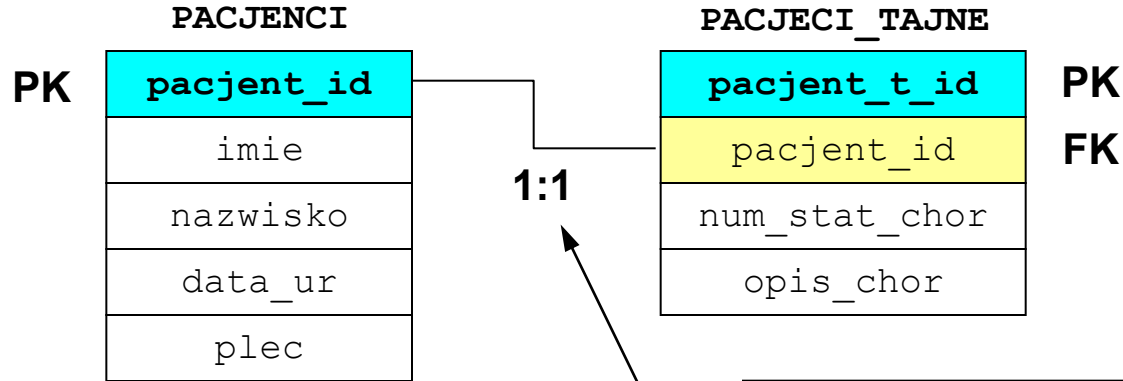 PACJENCI
PACJECI_TAJNE
PK
pacjent_id
pacjent_t_id
PK
imie
pacjent_id
FK
1:1
nazwisko
num_stat_chor
data_ur
opis_chor
plec